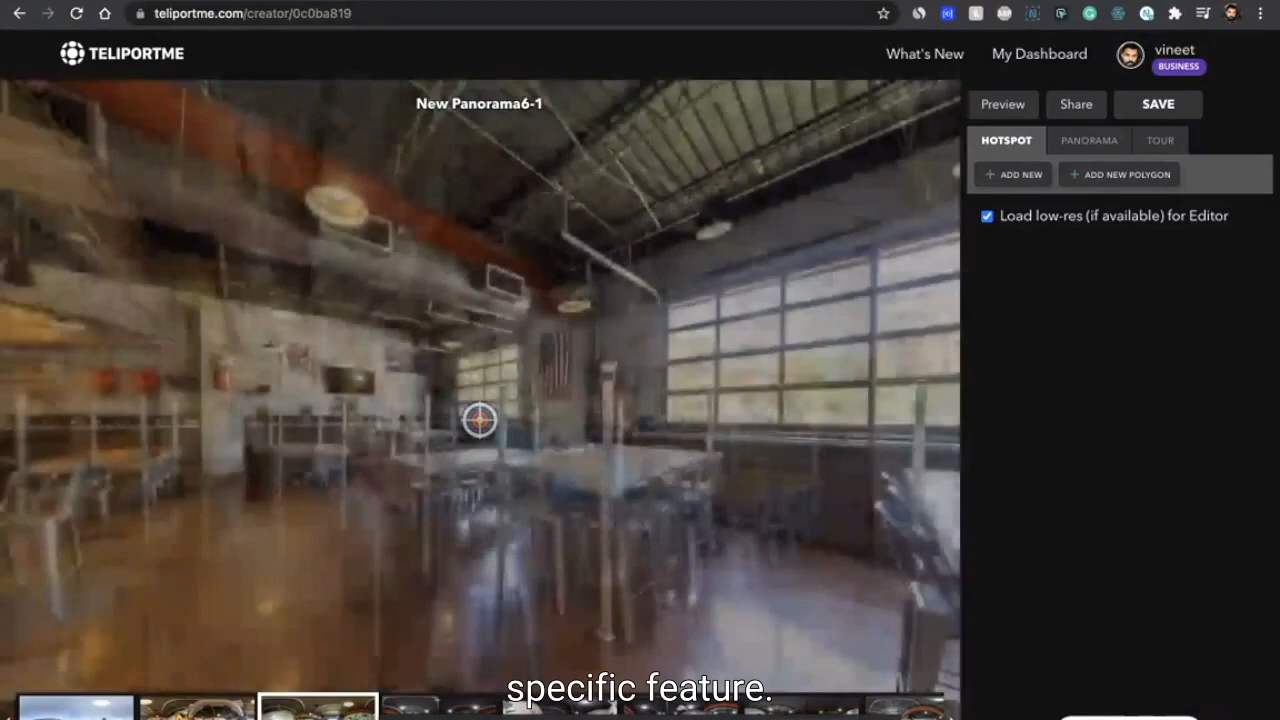 teliportme.com/creator/0c0ba819
TELIPORTME
What's New
My Dashboard
vineet
BUSINESS
New Panorama6-1
Preview
Share
SAVE
HOTSPOT
PANORAMA
TOUR
+ ADD NEW
+ ADD NEW POLYGON
Load low-res (if available) for Editor
specific feature.